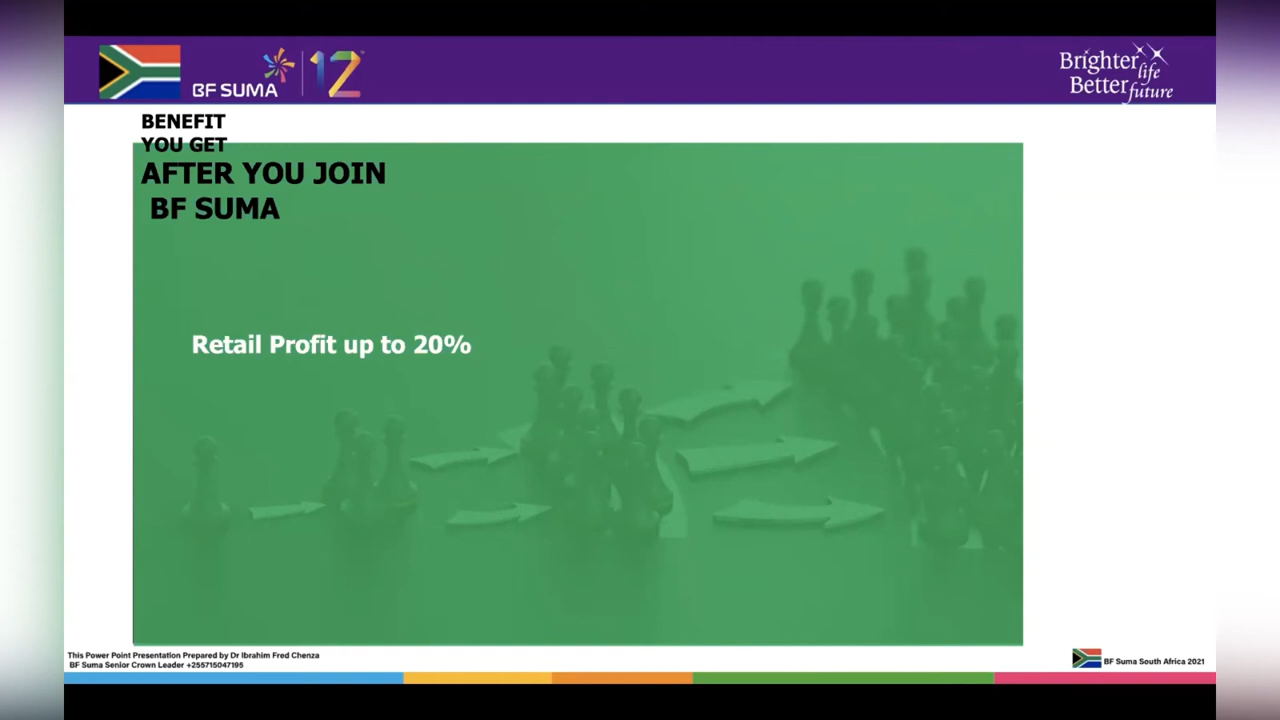 BF SUMA
12
Brighter life
Better future
BENEFIT
YOU GET
AFTER YOU JOIN
BF SUMA
Retail Profit up to 20%
This Power Point Presentation Prepared by Dr Ibrahim Fred Chenza
BF Suma Senior Crown Leader +255715047195
BF Suma South Africa 2021